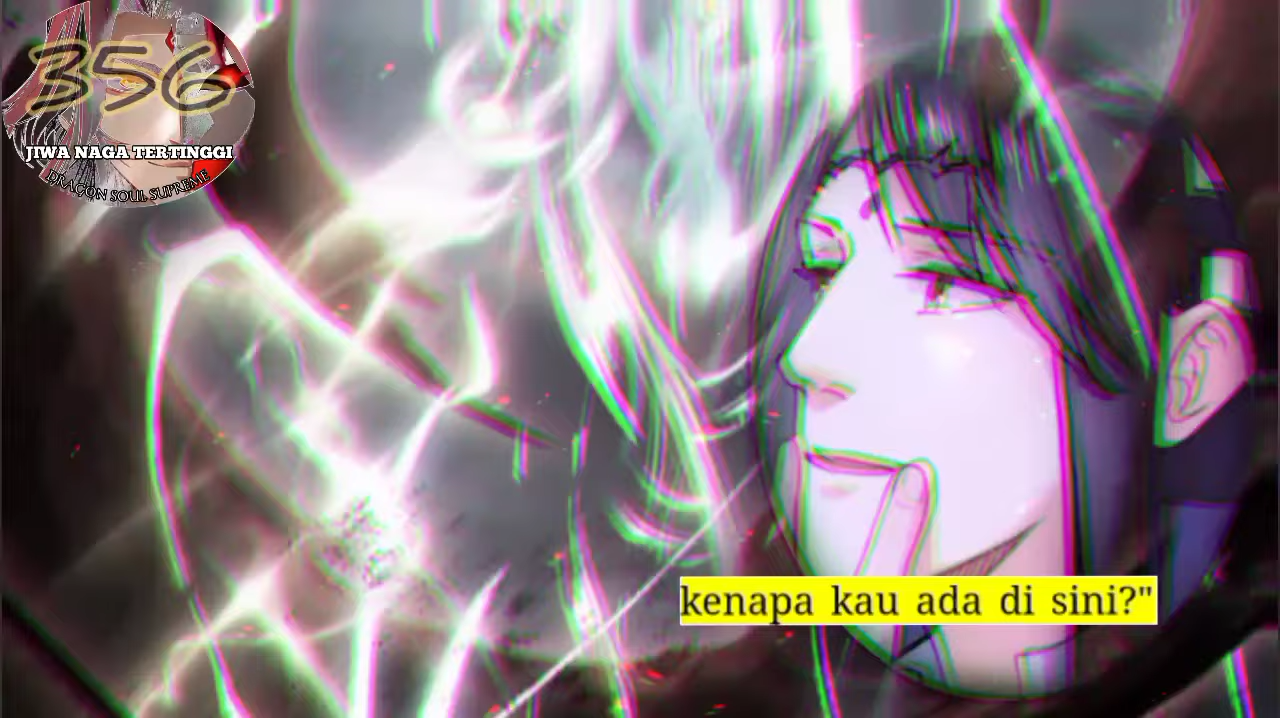 356
JIWA NAGA TERTINGGI
DRAGON SOUL SUPREME
kenapa kau ada di sini?"